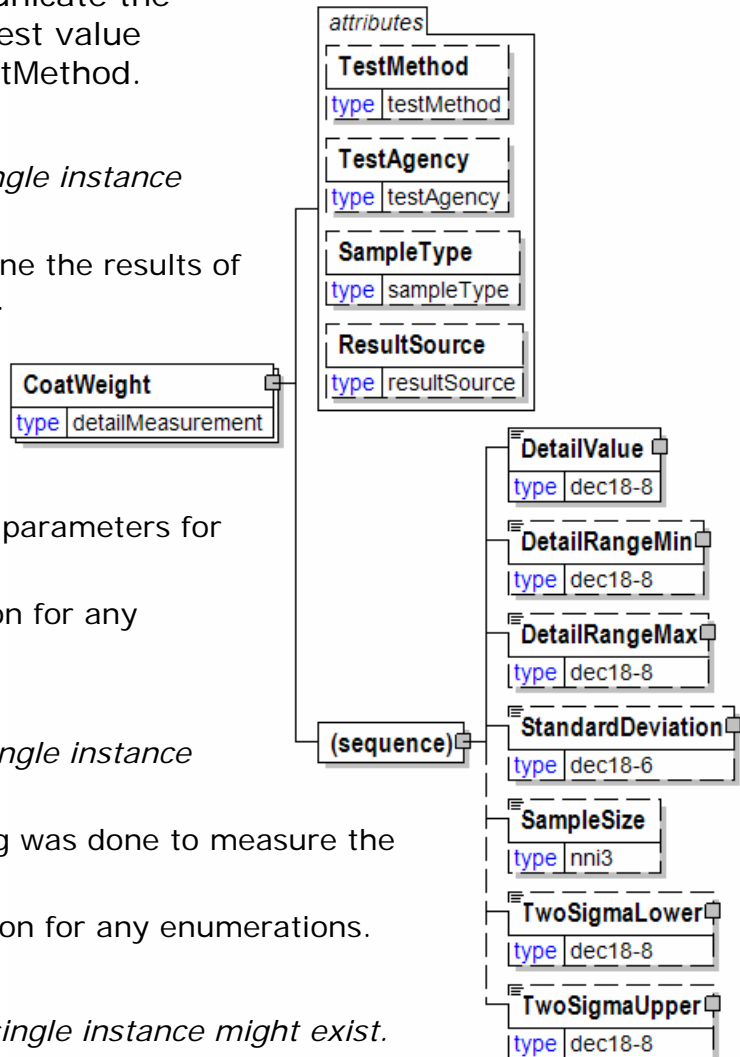 unicate the
est value
tMethod.
ngle instance
ne the results of
.
parameters for
on for any
ngle instance
g was done to measure the
on for any enumerations.
single instance might exist.
CoatWeight
type detailMeasurement
attributes
TestMethod
type testMethod
TestAgency
type testAgency
SampleType
type sampleType
ResultSource
type resultSource
(sequence)
DetailValue
type dec18-8
DetailRangeMin
type dec18-8
DetailRangeMax
type dec18-8
StandardDeviation
type dec18-6
SampleSize
type nni3
TwoSigmaLower
type dec18-8
TwoSigmaUpper
type dec18-8